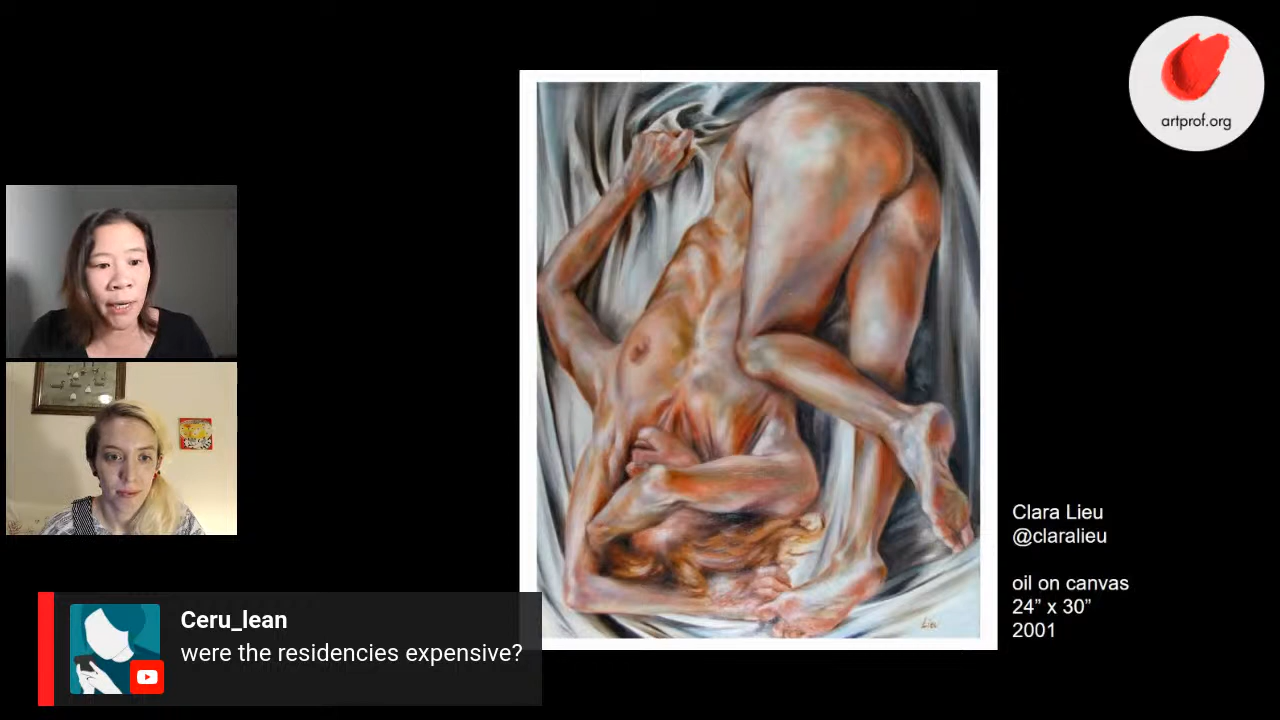 artprof.org
Clara Lieu
@claralieu
oil on canvas
24” x 30”
2001
Lieu
Ceru_lean
were the residencies expensive?